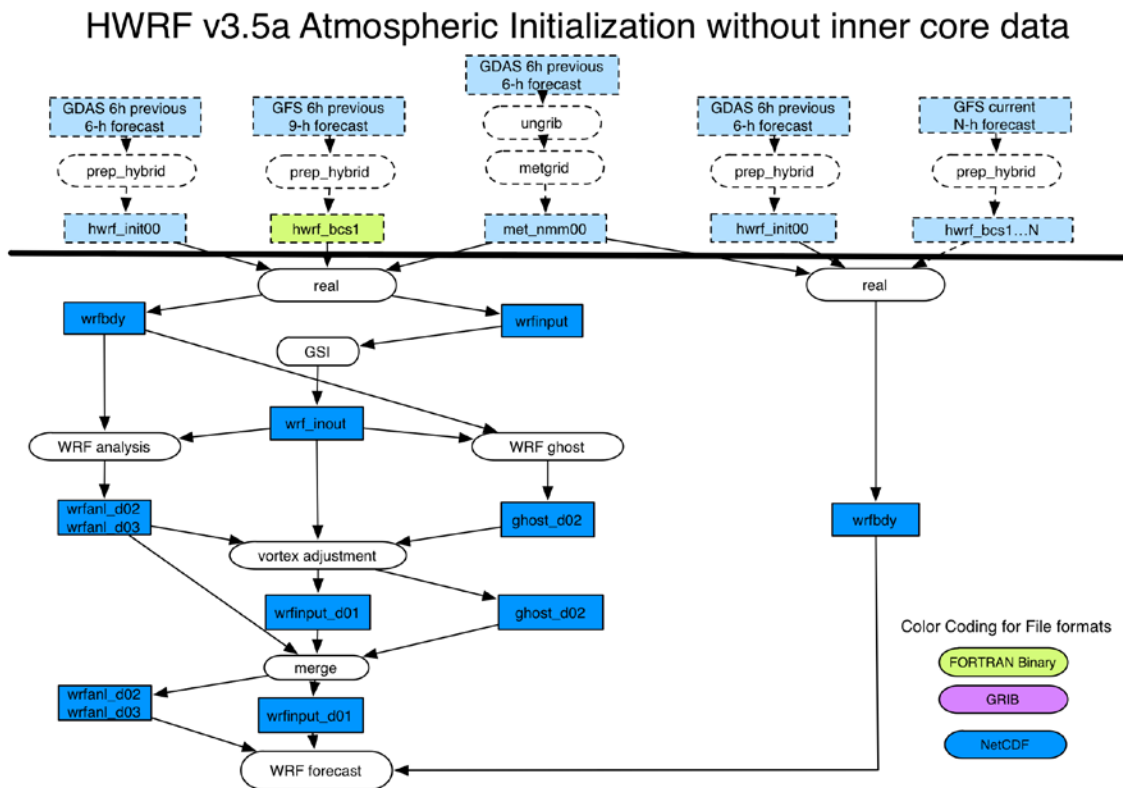 HWRF v3.5a Atmospheric Initialization without inner core data
GDAS 6h previous
6-h forecast
GFS 6h previous
9-h forecast
GDAS 6h previous
6-h forecast
GDAS 6h previous
6-h forecast
GFS current
N-h forecast
ungrib
prep_hybrid
prep_hybrid
metgrid
prep_hybrid
prep_hybrid
hwrf_init00
hwrf_bcs1
met_nmm00
hwrf_init00
hwrf_bcs1...N
real
real
wrfbdy
wrfinput
GSI
wrf_inout
WRF analysis
WRF ghost
wrfanl_d02
wrfanl_d03
ghost_d02
wrfbdy
vortex adjustment
wrfinput_d01
ghost_d02
Color Coding for File formats
merge
FORTRAN Binary
wrfanl_d02
wrfanl_d03
wrfinput_d01
GRIB
NetCDF
WRF forecast